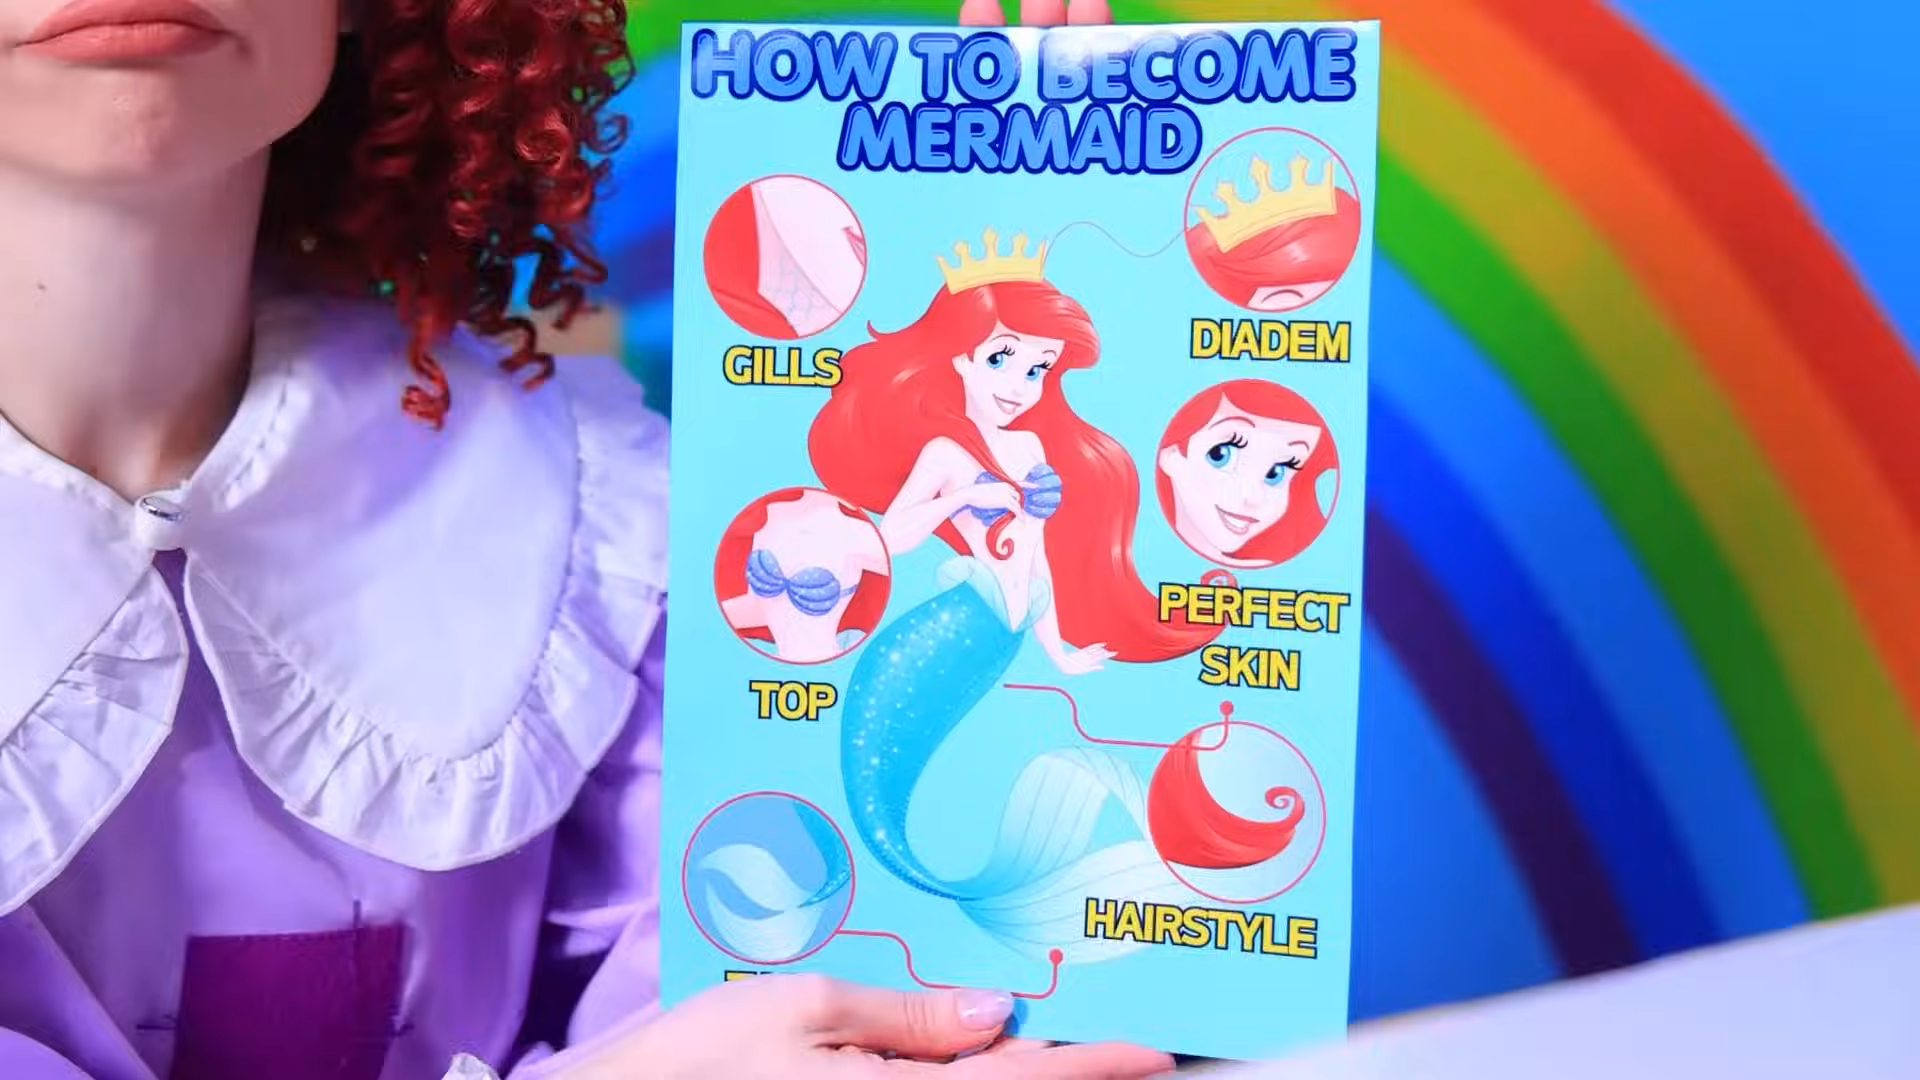 HOW TO BECOME
MERMAID
GILLS
DIADEM
TOP
PERFECT
SKIN
HAIRSTYLE